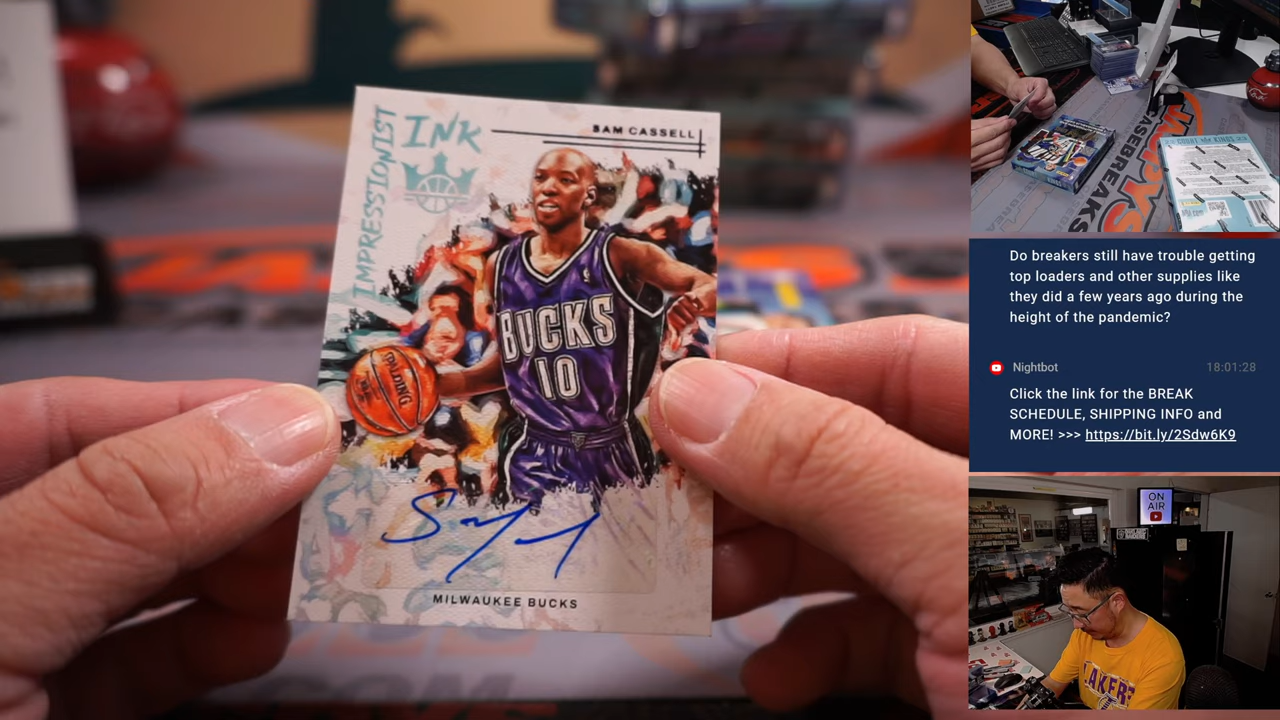 IMPRESSIONIST
INK
SAM CASSELL
SPALDING
BUCKS
10
MILWAUKEE BUCKS
CASEBREAKS
Do breakers still have trouble getting
top loaders and other supplies like
they did a few years ago during the
height of the pandemic?
Nightbot
18:01:28
Click the link for the BREAK
SCHEDULE, SHIPPING INFO and
MORE! >>> https://bit.ly/2Sdw6K9
ON
AIR
LAKERS